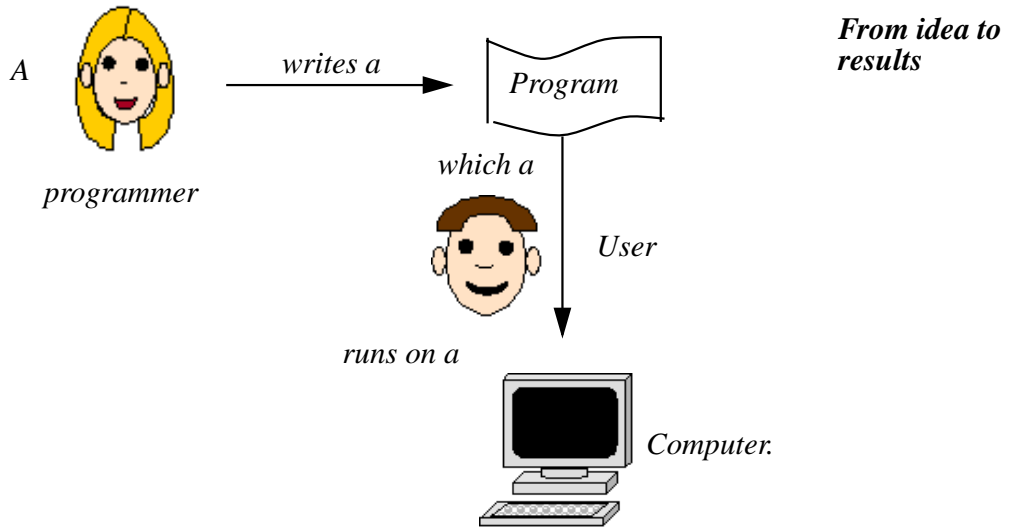 A
programmer
writes a
Program
which a
User
runs on a
Computer.
From idea to
results